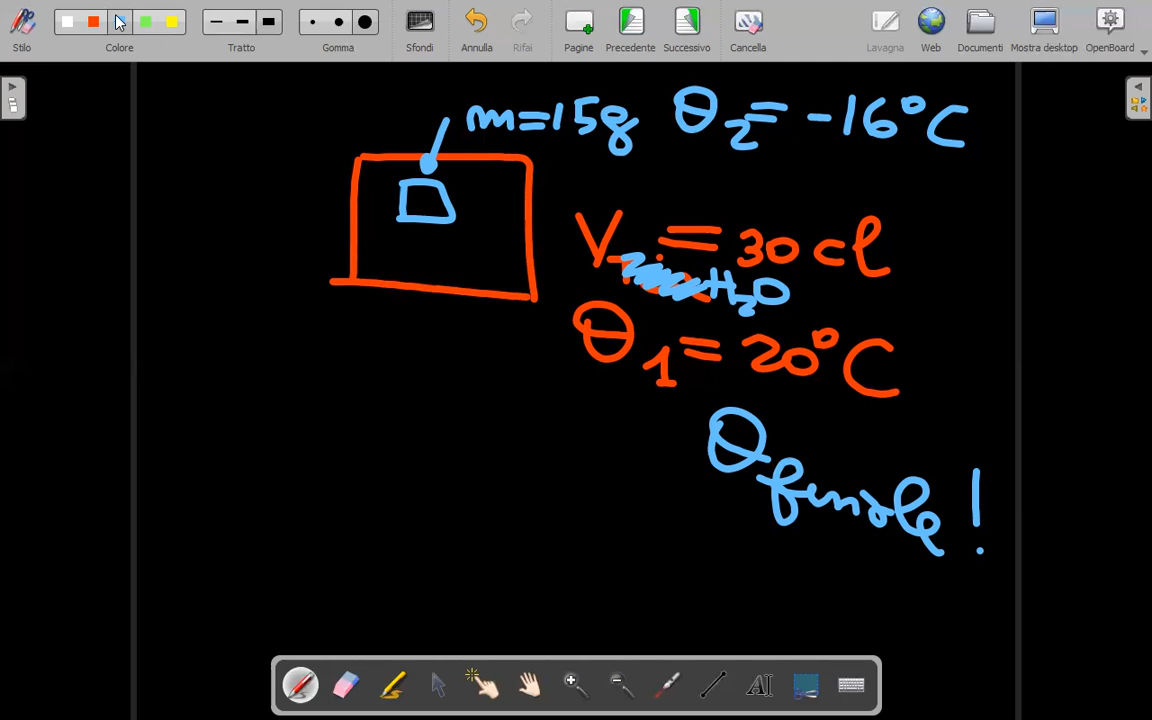 Stilo
Colore
Tratto
Gomma
Sfondi
Annulla
Rifai
Pagine
Precedente
Successivo
Cancella
Lavagna
Web
Documenti
Mostra desktop
OpenBoard
m=15g θ2= -16°C
V H2O = 30 cl
θ1 = 20°C
θfinale!